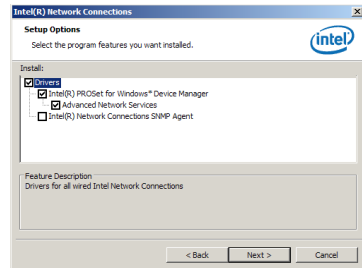 Intel(R) Network Connections
Setup Options
Select the program features you want installed.
intel
Install:
Drivers
Intel(R) PROSet for Windows* Device Manager
Advanced Network Services
Intel(R) Network Connections SNMP Agent
Feature Description
Drivers for all wired Intel Network Connections
< Back
Next >
Cancel